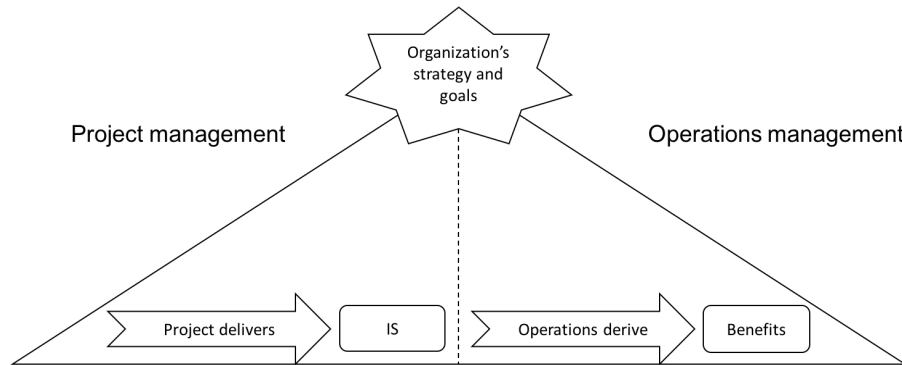 Organization's
strategy and
goals
Project management
Operations management
Project delivers
IS
Operations derive
Benefits